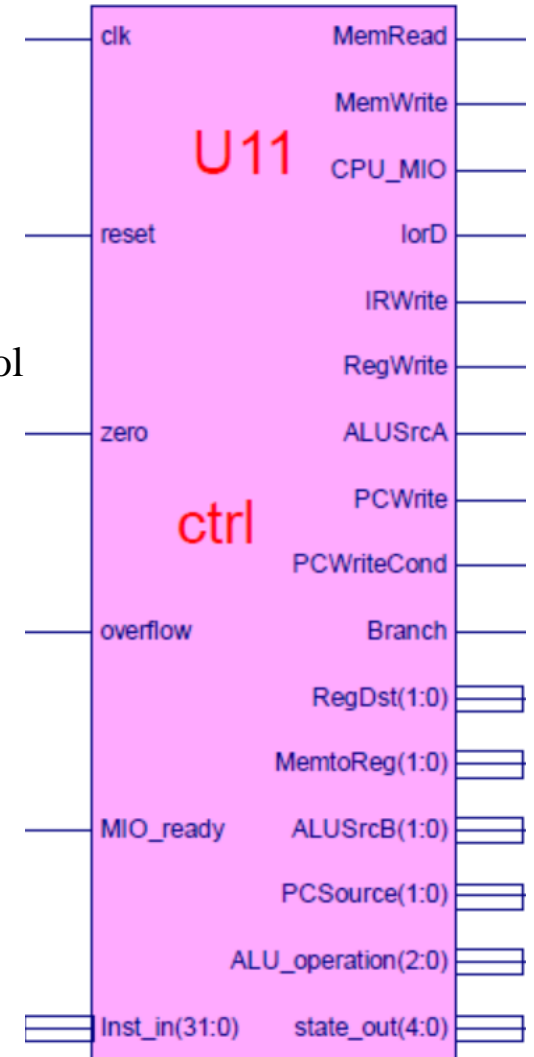 clk MemRead
MemWrite
U11 CPU_MIO
reset IorD
IRWrite
ol RegWrite
zero ALUSrcA
ctrl PCWrite
PCWriteCond
overflow Branch
RegDst(1:0)
MemtoReg(1:0)
MIO_ready ALUSrcB(1:0)
PCSource(1:0)
ALU_operation(2:0)
Inst_in(31:0) state_out(4:0)